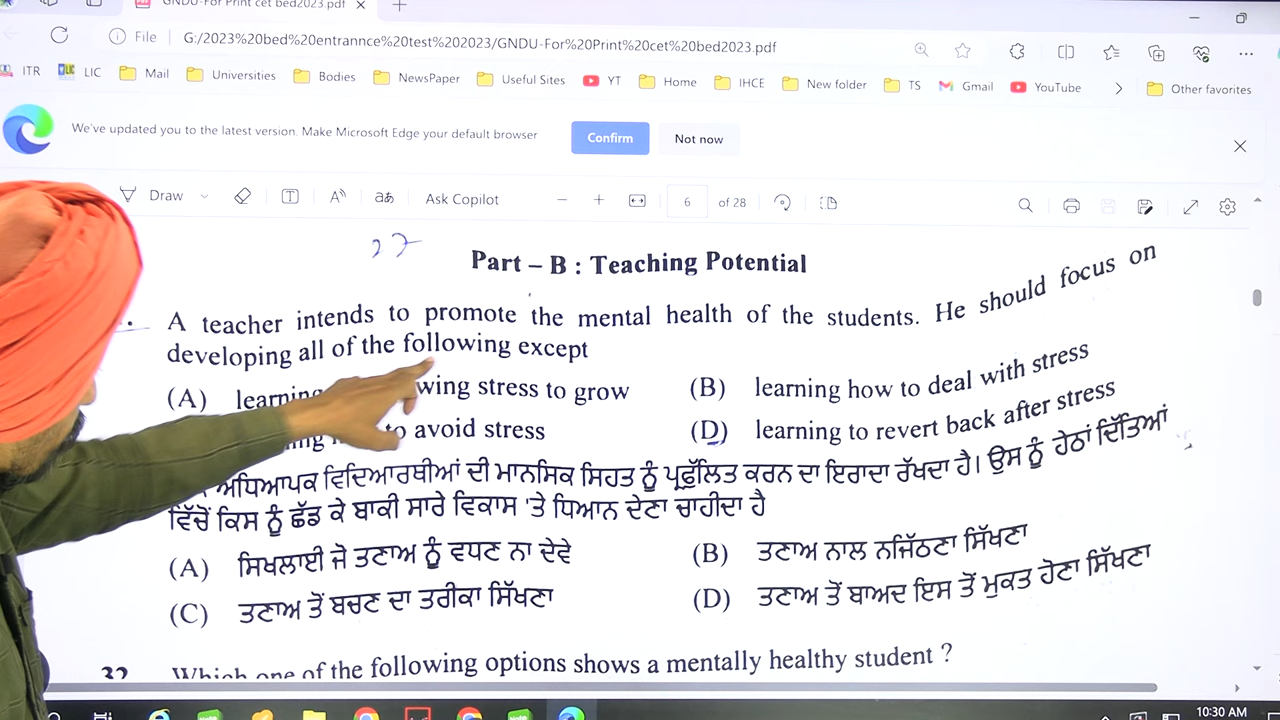 GNDU-For Print cet bed2023.pdf
File G:/2023%20bed%20entrannce%20test%202023/GNDU-For%20Print%20cet%20bed2023.pdf
ITR LIC Mail Universities Bodies NewsPaper Useful Sites YT Home IHCE New folder TS Gmail YouTube Other favorites
We've updated you to the latest version. Make Microsoft Edge your default browser Confirm Not now
Draw aあ Ask Copilot 6 of 28
Part – B : Teaching Potential
A teacher intends to promote the mental health of the students. He should focus on
developing all of the following except
(A) stress to grow (B) learning how to deal with stress
to avoid stress (D) learning to revert back after stress
ਅਧਿਆਪਕ ਵਿਦਿਆਰਥੀਆਂ ਦੀ ਮਾਨਸਿਕ ਸਿਹਤ ਨੂੰ ਪ੍ਰਫੁੱਲਿਤ ਕਰਨ ਦਾ ਇਰਾਦਾ ਰੱਖਦਾ ਹੈ। ਉਸ ਨੂੰ ਹੇਠਾਂ ਦਿੱਤਿਆਂ
ਵਿੱਚੋਂ ਕਿਸ ਨੂੰ ਛੱਡ ਕੇ ਬਾਕੀ ਸਾਰੇ ਵਿਕਾਸ 'ਤੇ ਧਿਆਨ ਦੇਣਾ ਚਾਹੀਦਾ ਹੈ
(A) ਸਿਖਲਾਈ ਜੋ ਤਣਾਅ ਨੂੰ ਵਧਣ ਨਾ ਦੇਵੇ (B) ਤਣਾਅ ਨਾਲ ਨਜਿੱਠਣਾ ਸਿੱਖਣਾ
(C) ਤਣਾਅ ਤੋਂ ਬਚਣ ਦਾ ਤਰੀਕਾ ਸਿੱਖਣਾ (D) ਤਣਾਅ ਤੋਂ ਬਾਅਦ ਇਸ ਤੋਂ ਮੁਕਤ ਹੋਣਾ ਸਿੱਖਣਾ
32 Which one of the following options shows a mentally healthy student ?
10:30 AM